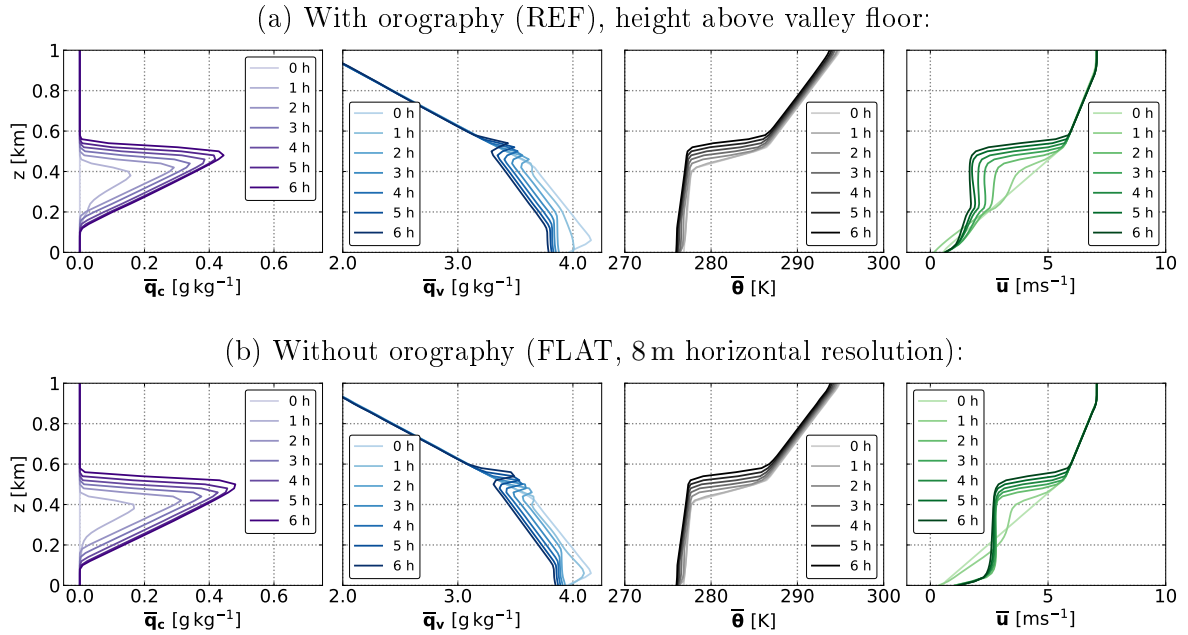 (a) With orography (REF), height above valley floor:
1
0.8
0.6
0.4
0.2
0
z [km]
0 h
1 h
2 h
3 h
4 h
5 h
6 h
0.0 0.2 0.4 0.6
q̅c [g kg⁻¹]
0 h
1 h
2 h
3 h
4 h
5 h
6 h
2.0 3.0 4.0
q̅v [g kg⁻¹]
0 h
1 h
2 h
3 h
4 h
5 h
6 h
270 280 290 300
θ̅ [K]
0 h
1 h
2 h
3 h
4 h
5 h
6 h
0 5 10
u̅ [ms⁻¹]
(b) Without orography (FLAT, 8 m horizontal resolution):
1
0.8
0.6
0.4
0.2
0
z [km]
0 h
1 h
2 h
3 h
4 h
5 h
6 h
0.0 0.2 0.4 0.6
q̅c [g kg⁻¹]
0 h
1 h
2 h
3 h
4 h
5 h
6 h
2.0 3.0 4.0
q̅v [g kg⁻¹]
0 h
1 h
2 h
3 h
4 h
5 h
6 h
270 280 290 300
θ̅ [K]
0 h
1 h
2 h
3 h
4 h
5 h
6 h
0 5 10
u̅ [ms⁻¹]